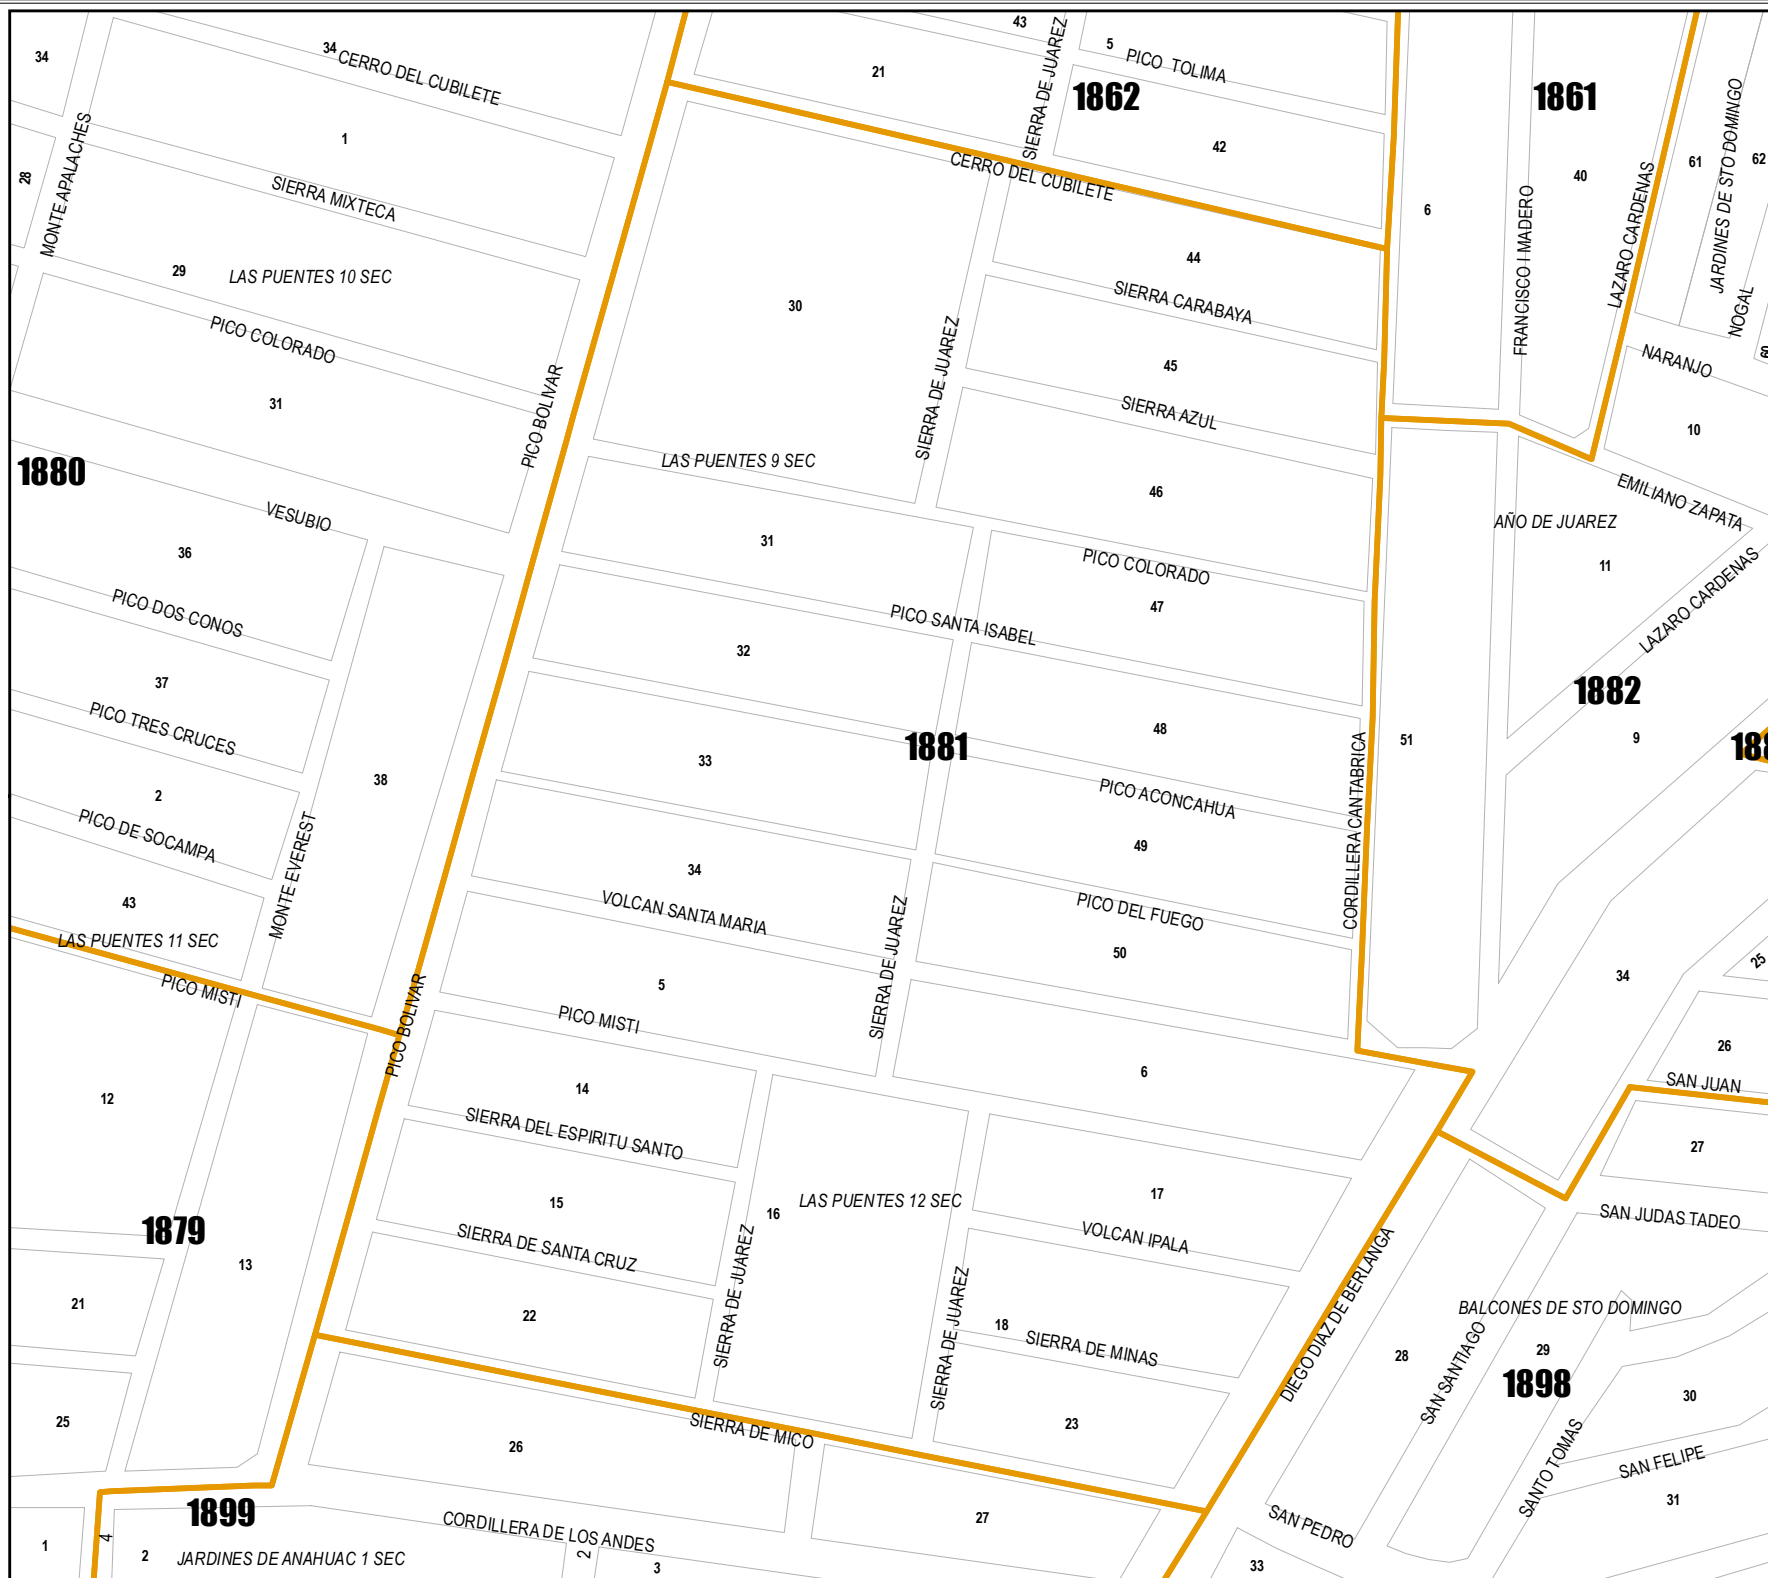 43
34
34
CERRO DEL CUBILETE
21
SIERRA DE JUAREZ
5
PICO TOLIMA
1862
1861
JARDINES DE STO DOMINGO
1
42
61
62
MONTE APALACHES
28
SIERRA MIXTECA
CERRO DEL CUBILETE
6
40
FRANCISCO I MADERO
LAZARO CARDENAS
29
LAS PUENTES 10 SEC
30
44
SIERRA CARABAYA
NOGAL
PICO COLORADO
SIERRA DE JUAREZ
45
NARANJO
31
PICO BOLIVAR
SIERRA AZUL
10
1880
LAS PUENTES 9 SEC
46
EMILIANO ZAPATA
VESUBIO
AÑO DE JUAREZ
36
31
PICO COLORADO
11
PICO DOS CONOS
PICO SANTA ISABEL
47
LAZARO CARDENAS
37
32
1882
PICO TRES CRUCES
33
1881
48
CORDILLERA CANTABRICA
51
9
188
2
38
PICO ACONCAHUA
PICO DE SOCAMPA
MONTE EVEREST
34
49
43
VOLCAN SANTA MARIA
SIERRA DE JUAREZ
PICO DEL FUEGO
LAS PUENTES 11 SEC
50
25
PICO MISTI
PICO BOLIVAR
5
34
PICO MISTI
26
12
14
6
SAN JUAN
SIERRA DEL ESPIRITU SANTO
27
1879
15
16
LAS PUENTES 12 SEC
17
SAN JUDAS TADEO
SIERRA DE SANTA CRUZ
SIERRA DE JUAREZ
VOLCAN IPALA
DIEGO DIAZ DE BERLANGA
13
21
22
SIERRA DE JUAREZ
18
SIERRA DE MINAS
BALCONES DE STO DOMINGO
28
SAN SANTIAGO
29
1898
30
25
26
SIERRA DE MICO
23
SANTO TOMAS
SAN FELIPE
31
1899
CORDILLERA DE LOS ANDES
27
SAN PEDRO
1
4
2
JARDINES DE ANAHUAC 1 SEC
2
3
33